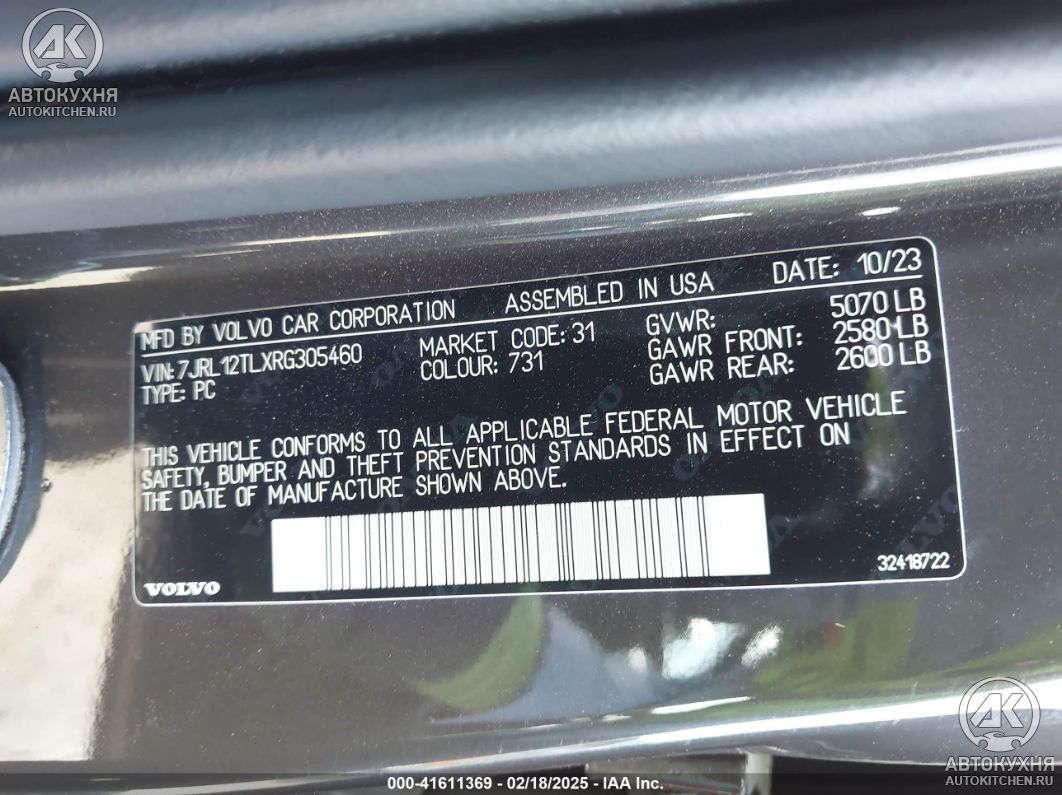 AK
АВТОКУХНЯ
AUTOKITCHEN.RU
MFD BY VOLVO CAR CORPORATION ASSEMBLED IN USA DATE: 10/23
VIN: 7JRL12TLXRG305460 MARKET CODE: 31 GVWR: 5070 LB
TYPE: PC COLOUR: 731 GAWR FRONT: 2580 LB
GAWR REAR: 2600 LB
THIS VEHICLE CONFORMS TO ALL APPLICABLE FEDERAL MOTOR VEHICLE
SAFETY, BUMPER AND THEFT PREVENTION STANDARDS IN EFFECT ON
THE DATE OF MANUFACTURE SHOWN ABOVE.
VOLVO
32418722
AK
АВТОКУХНЯ
AUTOKITCHEN.RU
000-41611369 - 02/18/2025 - IAA Inc.